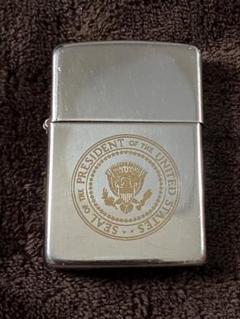 SEAL OF THE PRESIDENT OF THE UNITED STATES